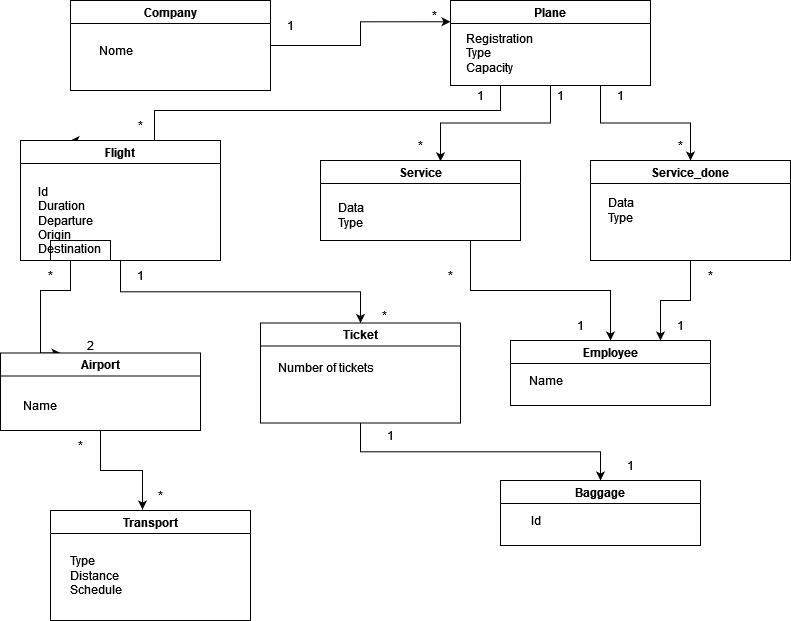 Company
Nome
1
*
Plane
Registration
Type
Capacity
1
1
1
*
*
*
Flight
Id
Duration
Departure
Origin
Destination
Service
Data
Type
Service_done
Data
Type
*
1
*
*
2
*
1
1
Airport
Name
Ticket
Number of tickets
Employee
Name
*
1
*
1
Transport
Type
Distance
Schedule
Baggage
Id